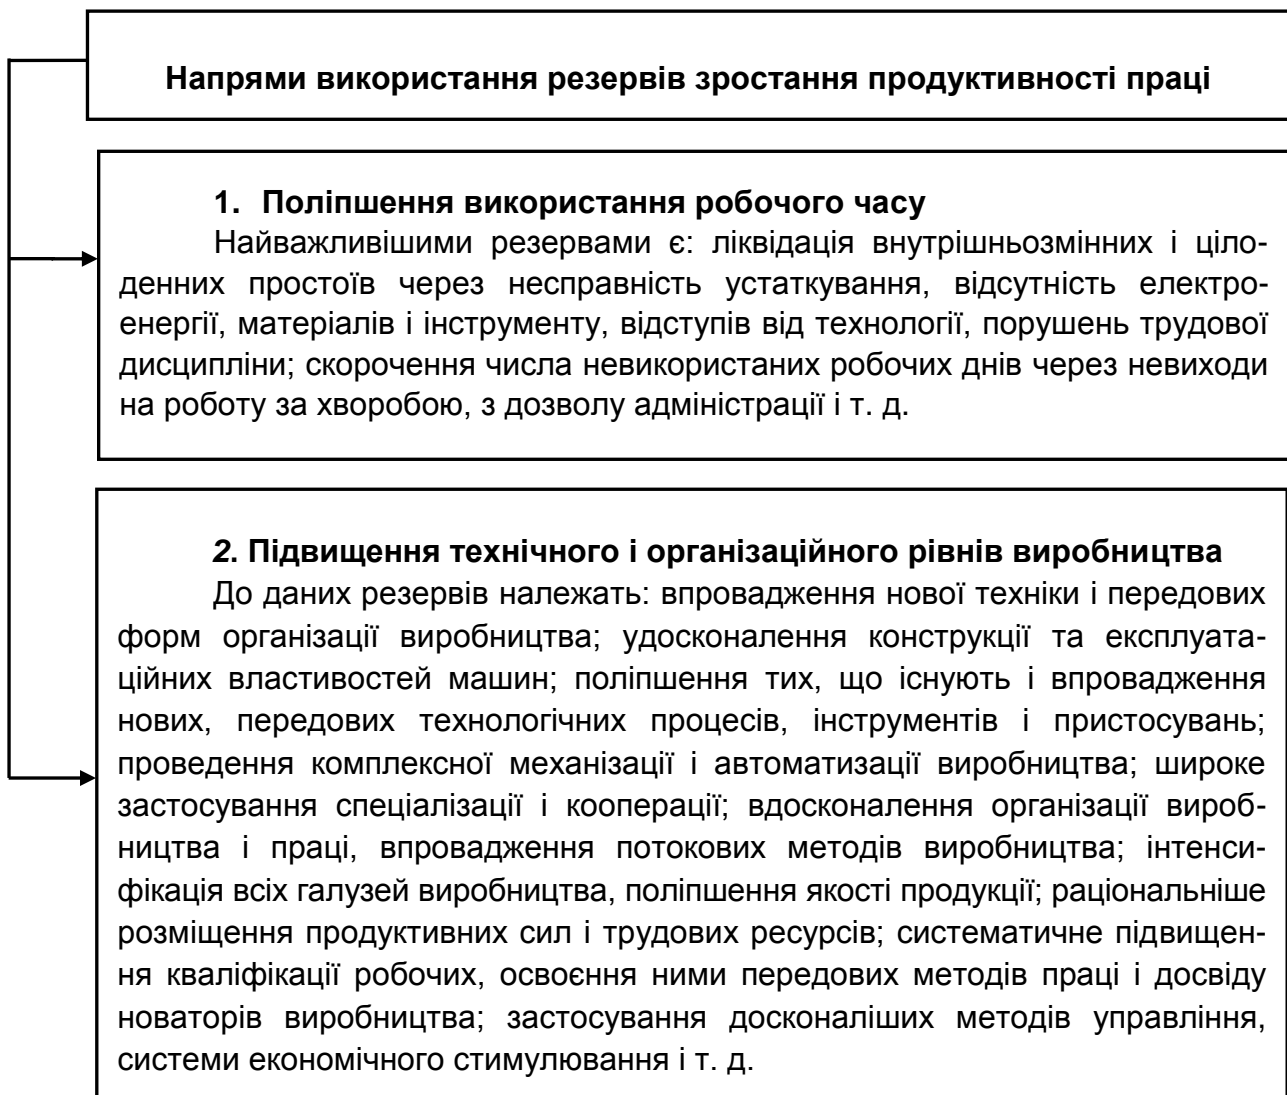 Напрями використання резервів зростання продуктивності праці
1. Поліпшення використання робочого часу
Найважливішими резервами є: ліквідація внутрішньозмінних і ціло-
денних простоїв через несправність устаткування, відсутність електро-
енергії, матеріалів і інструменту, відступів від технології, порушень трудової
дисципліни; скорочення числа невикористаних робочих днів через невиходи
на роботу за хворобою, з дозволу адміністрації і т. д.
2. Підвищення технічного і організаційного рівнів виробництва
До даних резервів належать: впровадження нової техніки і передових
форм організації виробництва; удосконалення конструкції та експлуата-
ційних властивостей машин; поліпшення тих, що існують і впровадження
нових, передових технологічних процесів, інструментів і пристосувань;
проведення комплексної механізації і автоматизації виробництва; широке
застосування спеціалізації і кооперації; вдосконалення організації вироб-
ництва і праці, впровадження потокових методів виробництва; інтенси-
фікація всіх галузей виробництва, поліпшення якості продукції; раціональніше
розміщення продуктивних сил і трудових ресурсів; систематичне підвищен-
ня кваліфікації робочих, освоєння ними передових методів праці і досвіду
новаторів виробництва; застосування досконаліших методів управління,
системи економічного стимулювання і т. д.